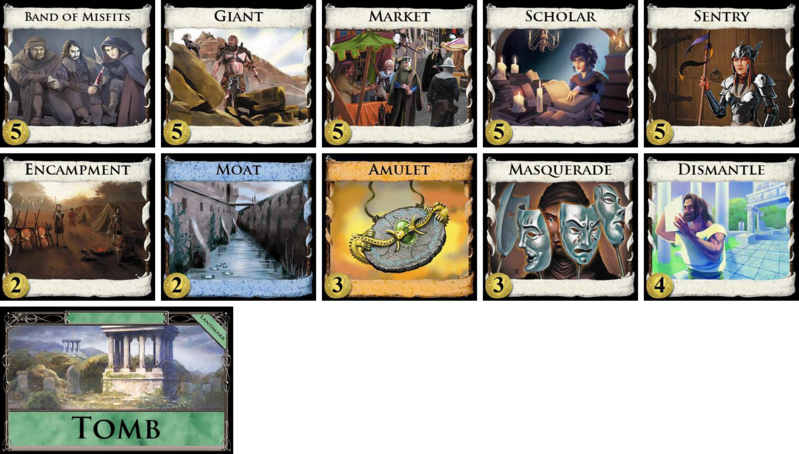 BAND OF MISFITS
5
GIANT
5
MARKET
5
SCHOLAR
5
SENTRY
5
ENCAMPMENT
2
MOAT
2
AMULET
3
MASQUERADE
3
DISMANTLE
4
LANDMARK
TOMB